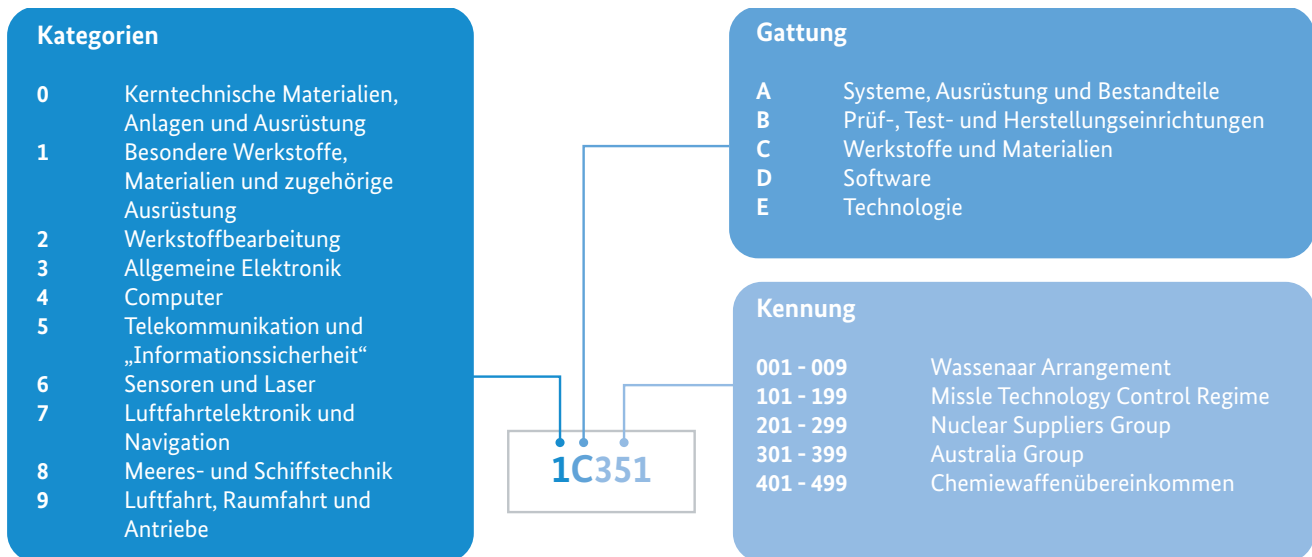 Kategorien
0 Kerntechnische Materialien,
Anlagen und Ausrüstung
1 Besondere Werkstoffe,
Materialien und zugehörige
Ausrüstung
2 Werkstoffbearbeitung
3 Allgemeine Elektronik
4 Computer
5 Telekommunikation und
„Informationssicherheit“
6 Sensoren und Laser
7 Luftfahrtelektronik und
Navigation
8 Meeres- und Schiffstechnik
9 Luftfahrt, Raumfahrt und
Antriebe
1C351
Gattung
A Systeme, Ausrüstung und Bestandteile
B Prüf-, Test- und Herstellungseinrichtungen
C Werkstoffe und Materialien
D Software
E Technologie
Kennung
001 - 009 Wassenaar Arrangement
101 - 199 Missle Technology Control Regime
201 - 299 Nuclear Suppliers Group
301 - 399 Australia Group
401 - 499 Chemiewaffenübereinkommen